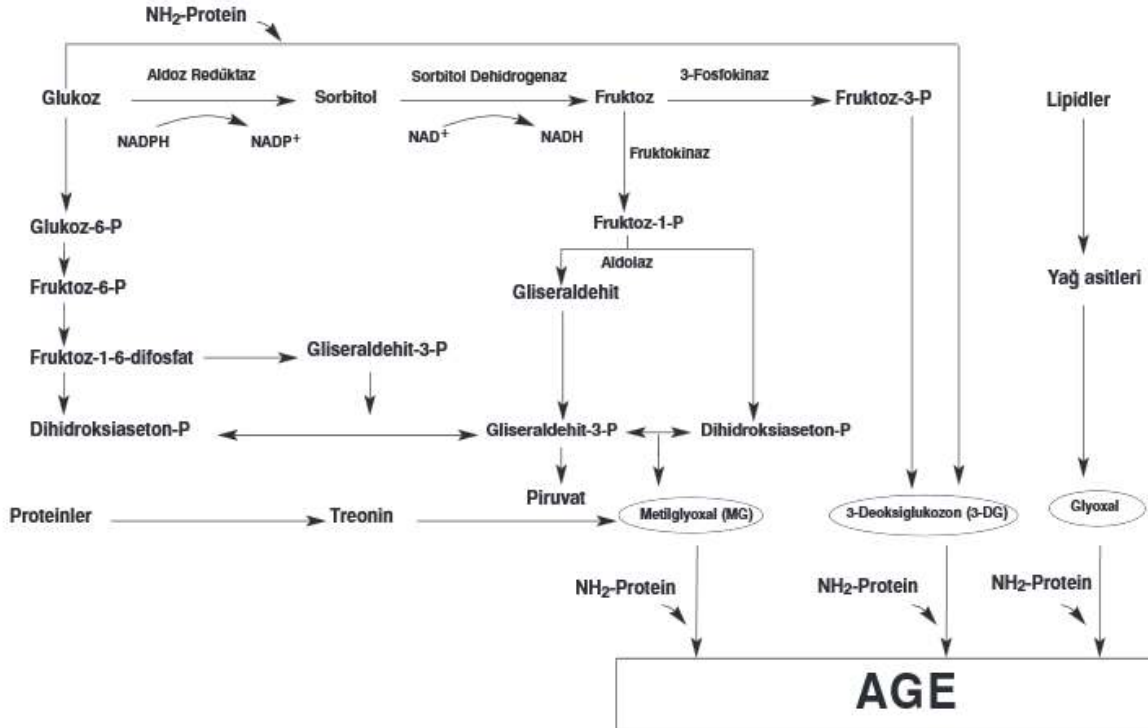 NH2-Protein
Aldoz Redüktaz
Sorbitol Dehidrogenaz
3-Fosfokinaz
Glukoz
Sorbitol
Fruktoz
Fruktoz-3-P
Lipidler
NADPH
NADP+
NAD+
NADH
Fruktokinaz
Glukoz-6-P
Fruktoz-1-P
Aldolaz
Fruktoz-6-P
Gliseraldehit
Yağ asitleri
Fruktoz-1-6-difosfat
Gliseraldehit-3-P
Dihidroksiaseton-P
Gliseraldehit-3-P
Dihidroksiaseton-P
Piruvat
Proteinler
Treonin
Metilglyoxal (MG)
3-Deoksiglukozon (3-DG)
Glyoxal
NH2-Protein
NH2-Protein
NH2-Protein
AGE